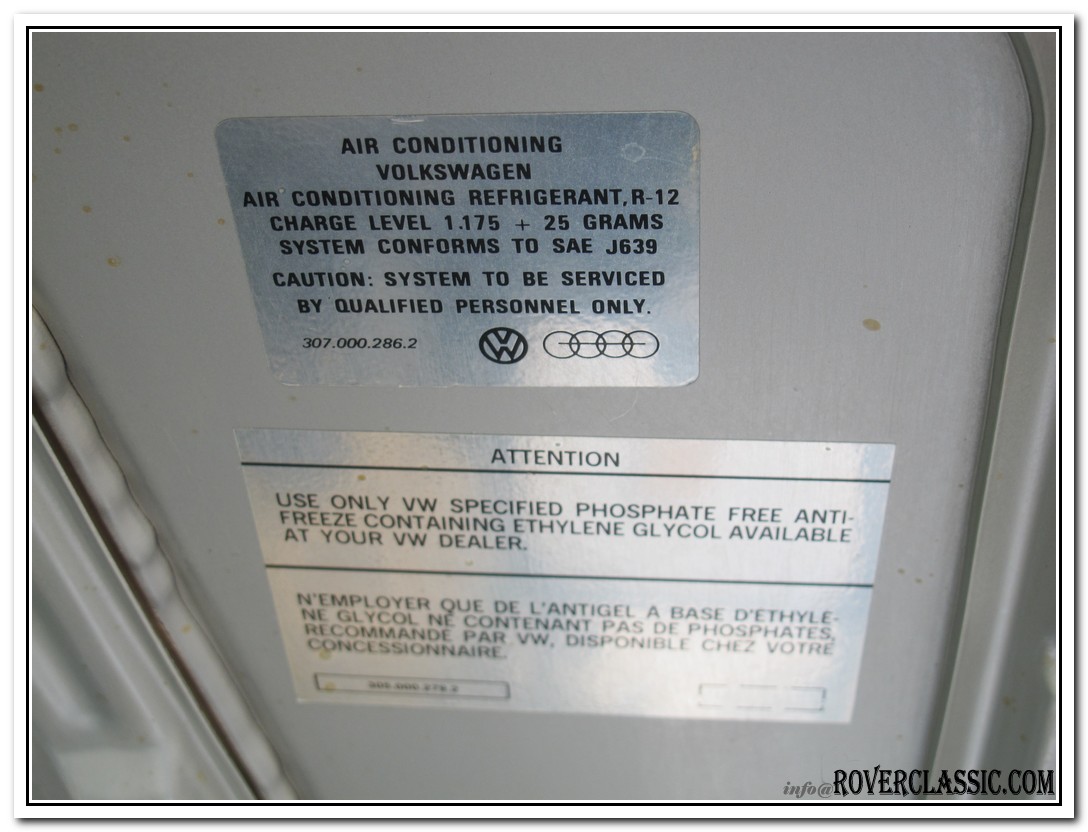 AIR CONDITIONING
VOLKSWAGEN
AIR CONDITIONING REFRIGERANT, R-12
CHARGE LEVEL 1.175 + 25 GRAMS
SYSTEM CONFORMS TO SAE J639
CAUTION: SYSTEM TO BE SERVICED
BY QUALIFIED PERSONNEL ONLY.
307.000.286.2
ATTENTION
USE ONLY VW SPECIFIED PHOSPHATE FREE ANTI-
FREEZE CONTAINING ETHYLENE GLYCOL AVAILABLE
AT YOUR VW DEALER.
N'EMPLOYER QUE DE L'ANTIGEL A BASE D'ETHYLE-
NE GLYCOL NE CONTENANT PAS DE PHOSPHATES,
RECOMMANDE PAR VW, DISPONIBLE CHEZ VOTRE
CONCESSIONNAIRE.
info@ROVERCLASSIC.COM